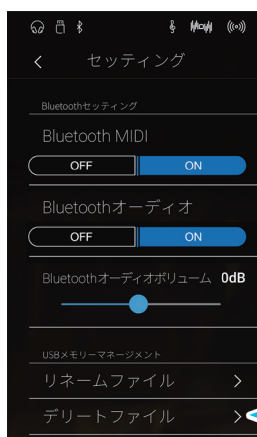 セッティング
Bluetoothセッティング
Bluetooth MIDI
OFF ON
Bluetoothオーディオ
OFF ON
Bluetoothオーディオボリューム 0dB
USBメモリーマネージメント
リネームファイル
デリートファイル